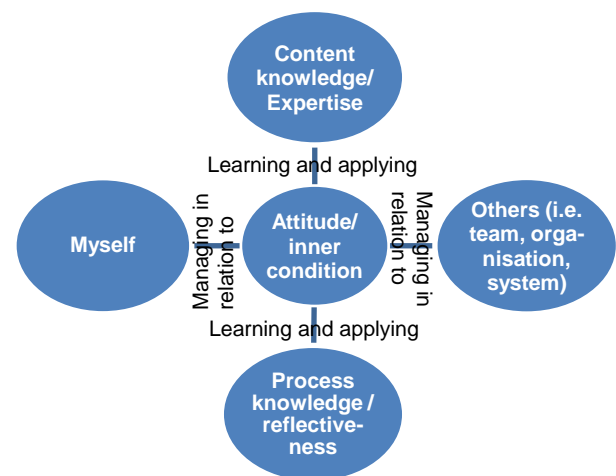 Content
knowledge/
Expertise
Learning and applying
Myself
Managing in
relation to
Attitude/
inner
condition
Managing in
relation to
Others (i.e.
team, orga-
nisation,
system)
Learning and applying
Process
knowledge /
reflective-
ness